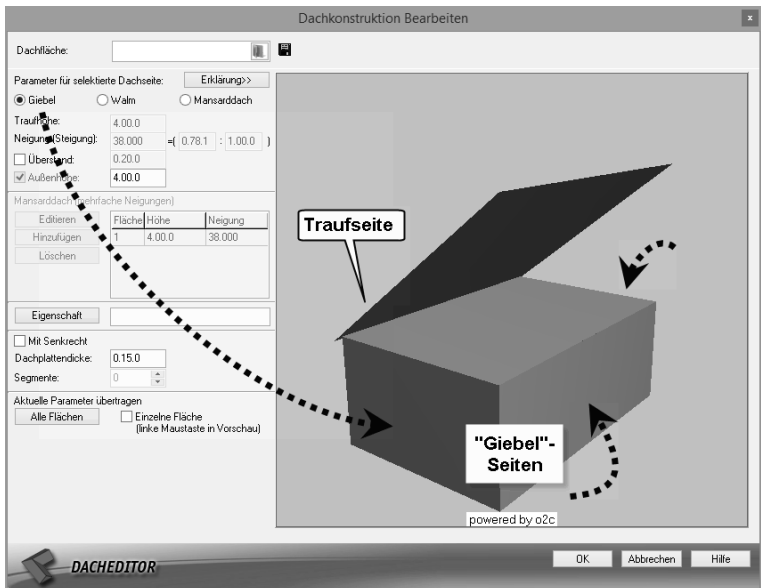 Dachkonstruktion Bearbeiten
x
Dachfläche:
Parameter für selektierte Dachseite:
Erklärung>>
Giebel
Walm
Mansarddach
Traufhöhe:
4.00.0
Neigung(Steigung):
38.000
=( 0.78.1 : 1.00.0 )
Überstand:
0.20.0
Außenhöhe:
4.00.0
Mansarddach (mehrfache Neigungen)
Editieren
Hinzufügen
Löschen
Fläche Höhe Neigung
1 4.00.0 38.000
Eigenschaft
Mit Senkrecht
Dachplattendicke:
0.15.0
Segmente:
0
Aktuelle Parameter übertragen
Alle Flächen
Einzelne Fläche
(linke Maustaste in Vorschau)
Traufseite
"Giebel"-
Seiten
powered by o2c
DACHEDITOR
OK
Abbrechen
Hilfe